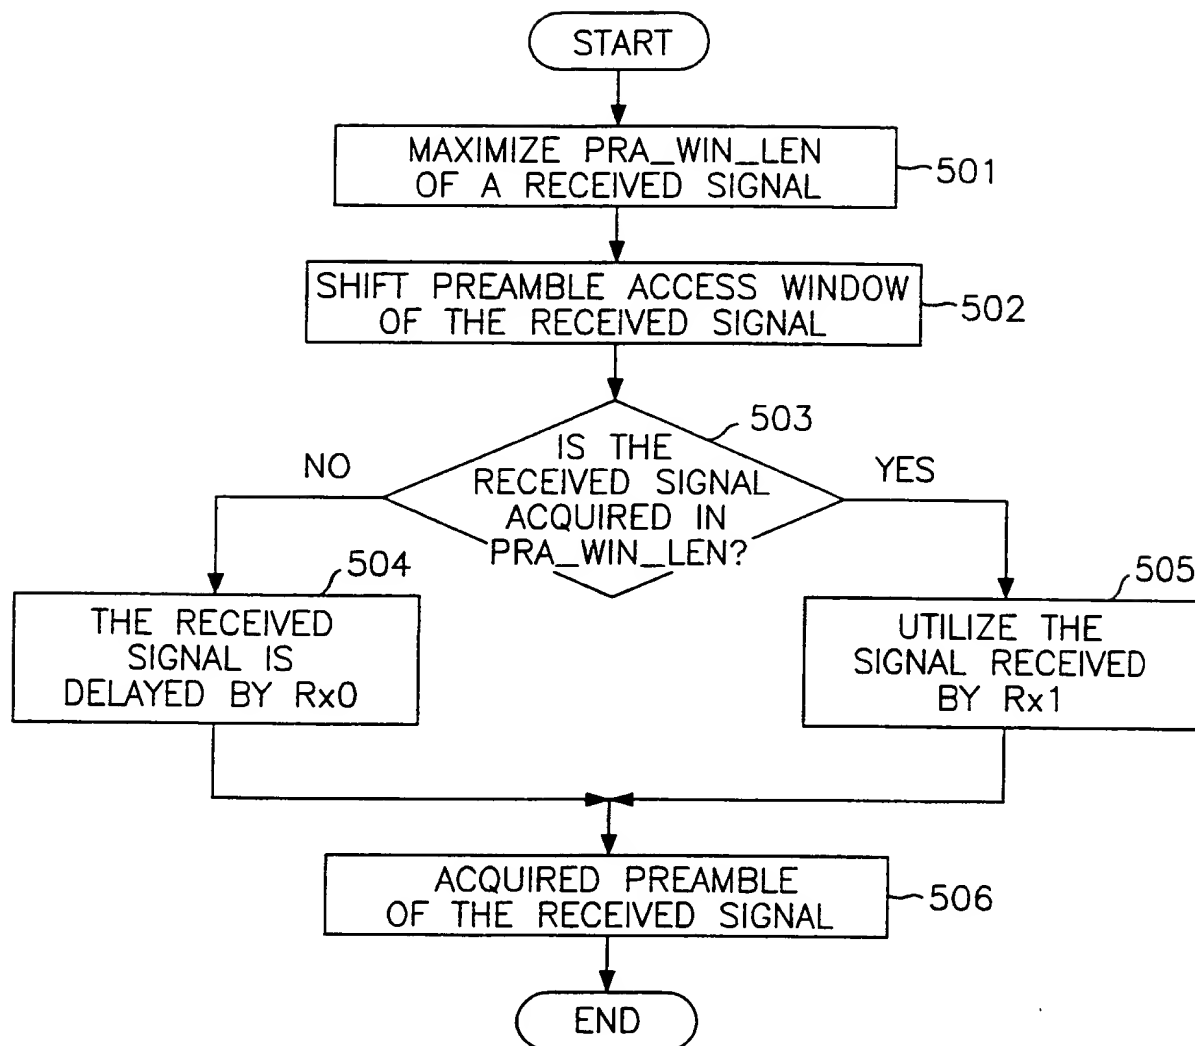 START
MAXIMIZE PRA_WIN_LEN
OF A RECEIVED SIGNAL
501
SHIFT PREAMBLE ACCESS WINDOW
OF THE RECEIVED SIGNAL
502
503
IS THE
RECEIVED SIGNAL
ACQUIRED IN
PRA_WIN_LEN?
NO
YES
504
THE RECEIVED
SIGNAL IS
DELAYED BY Rx0
505
UTILIZE THE
SIGNAL RECEIVED
BY Rx1
ACQUIRED PREAMBLE
OF THE RECEIVED SIGNAL
506
END